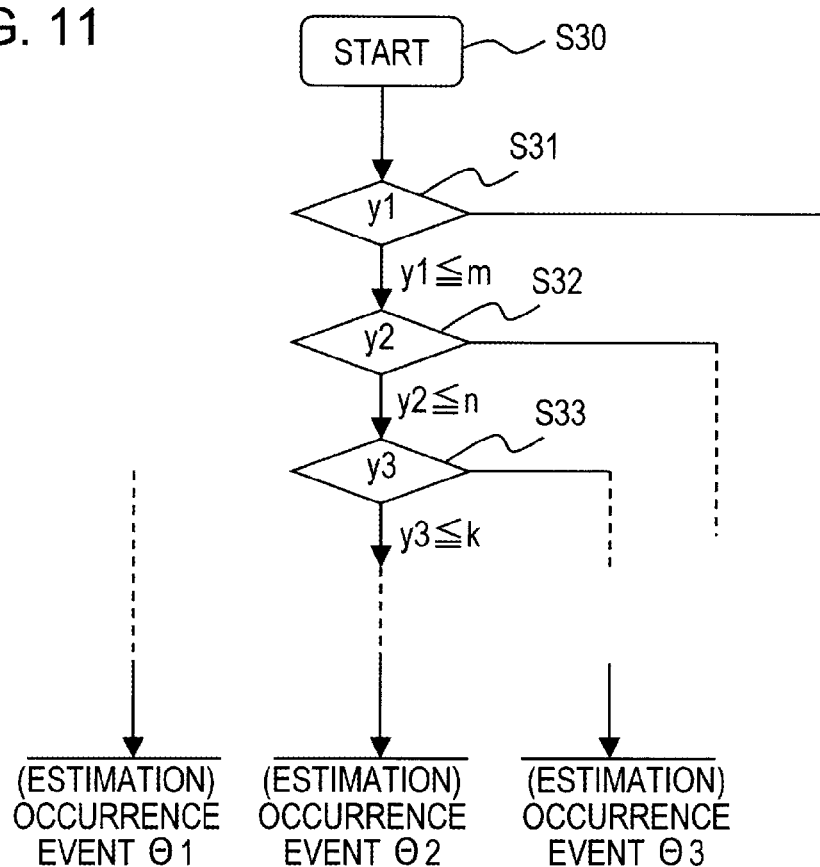 G. 11
START
S30
S31
y1
y1≦m
S32
y2
y2≦n
S33
y3
y3≦k
(ESTIMATION)
OCCURRENCE
EVENT Θ1
(ESTIMATION)
OCCURRENCE
EVENT Θ2
(ESTIMATION)
OCCURRENCE
EVENT Θ3